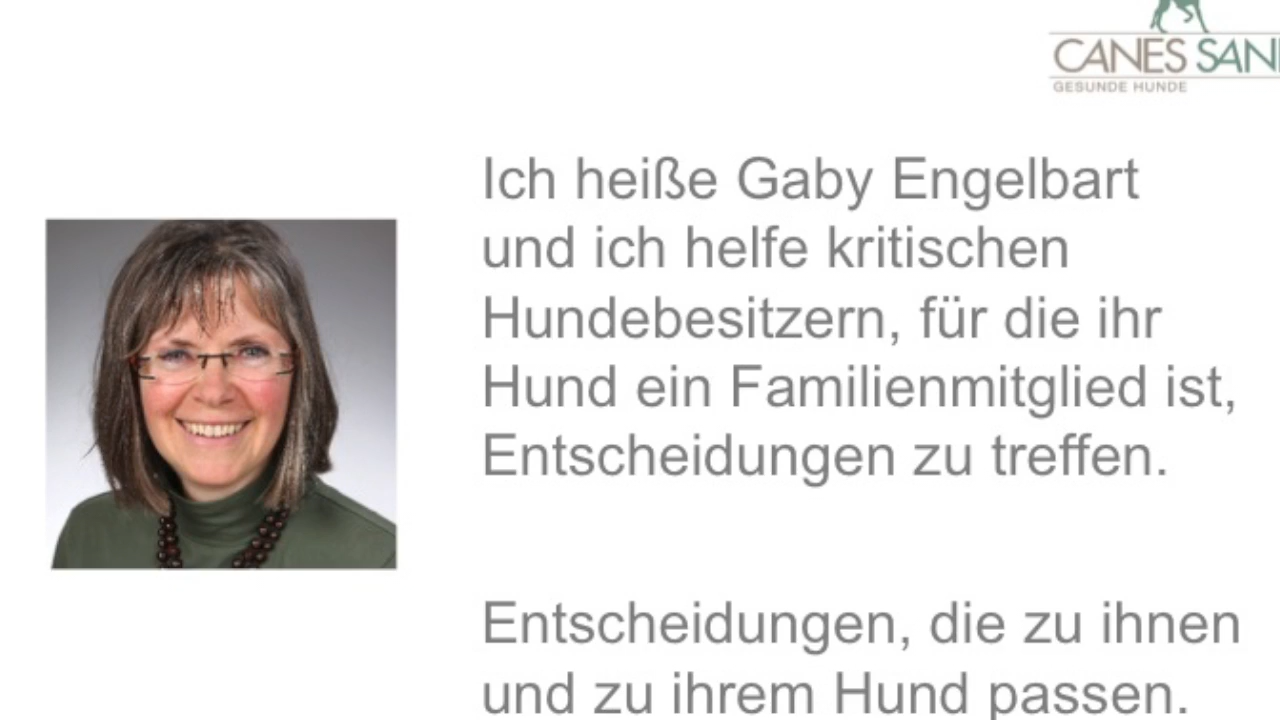 CANES SANI
GESUNDE HUNDE
Ich heiße Gaby Engelbart
und ich helfe kritischen
Hundebesitzern, für die ihr
Hund ein Familienmitglied ist,
Entscheidungen zu treffen.
Entscheidungen, die zu ihnen
und zu ihrem Hund passen.